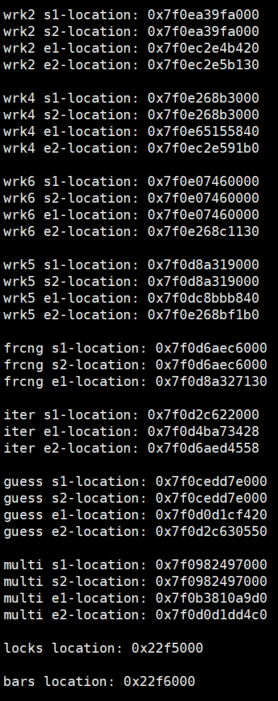 wrk2 s1-location: 0x7f0ea39fa000
wrk2 s2-location: 0x7f0ea39fa000
wrk2 e1-location: 0x7f0ec2e4b420
wrk2 e2-location: 0x7f0ec2e5b130

wrk4 s1-location: 0x7f0e268b3000
wrk4 s2-location: 0x7f0e268b3000
wrk4 e1-location: 0x7f0e65155840
wrk4 e2-location: 0x7f0ec2e591b0

wrk6 s1-location: 0x7f0e07460000
wrk6 s2-location: 0x7f0e07460000
wrk6 e1-location: 0x7f0e07460000
wrk6 e2-location: 0x7f0e268c1130

wrk5 s1-location: 0x7f0d8a319000
wrk5 s2-location: 0x7f0d8a319000
wrk5 e1-location: 0x7f0dc8bbb840
wrk5 e2-location: 0x7f0e268bf1b0

frcng s1-location: 0x7f0d6aec6000
frcng s2-location: 0x7f0d6aec6000
frcng e1-location: 0x7f0d8a327130

iter s1-location: 0x7f0d2c622000
iter e1-location: 0x7f0d4ba73428
iter e2-location: 0x7f0d6aed4558

guess s1-location: 0x7f0cedd7e000
guess s2-location: 0x7f0cedd7e000
guess e1-location: 0x7f0d0d1cf420
guess e2-location: 0x7f0d2c630550

multi s1-location: 0x7f0982497000
multi s2-location: 0x7f0982497000
multi e1-location: 0x7f0b3810a9d0
multi e2-location: 0x7f0d0d1dd4c0

locks location: 0x22f5000

bars location: 0x22f6000